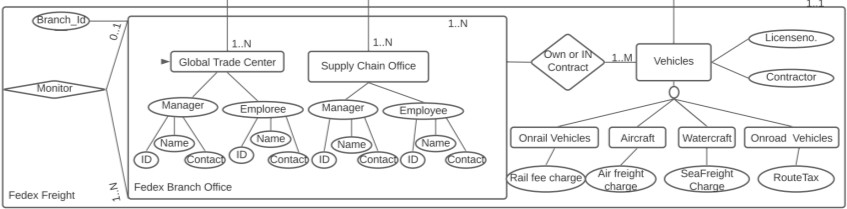 1..1
Branch_Id
0..1
1..N
1..N
1..N
Global Trade Center
Supply Chain Office
Own or IN
Contract
1..M
Vehicles
Licenseno.
Contractor
Monitor
Manager
Emploree
Manager
Employee
Name
Name
Name
Name
ID
Contact
ID
Contact
ID
Contact
ID
Contact
Onrail Vehicles
Aircraft
Watercraft
Onroad Vehicles
Rail fee charge
Air freight
charge
SeaFreight
Charge
RouteTax
Fedex Freight
1..N
Fedex Branch Office